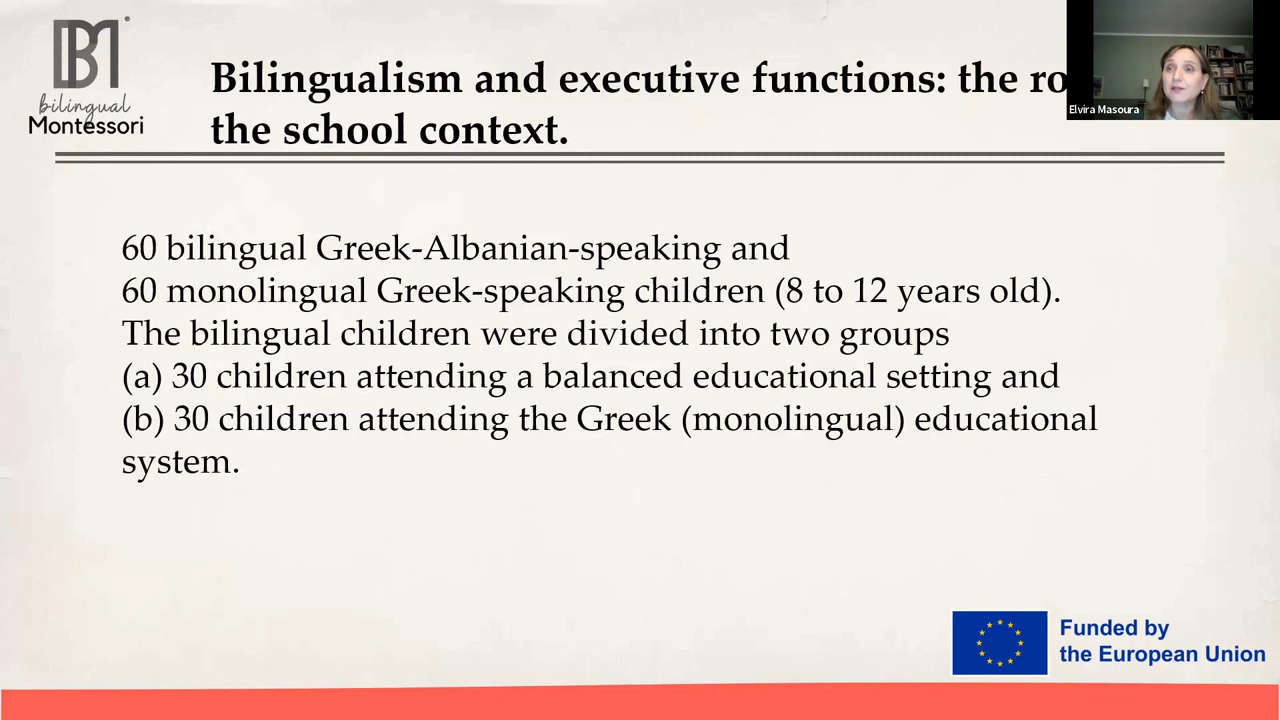 bilingual
Montessori
Bilingualism and executive functions: the ro
the school context.
Elvira Masoura
60 bilingual Greek-Albanian-speaking and
60 monolingual Greek-speaking children (8 to 12 years old).
The bilingual children were divided into two groups
(a) 30 children attending a balanced educational setting and
(b) 30 children attending the Greek (monolingual) educational
system.
Funded by
the European Union